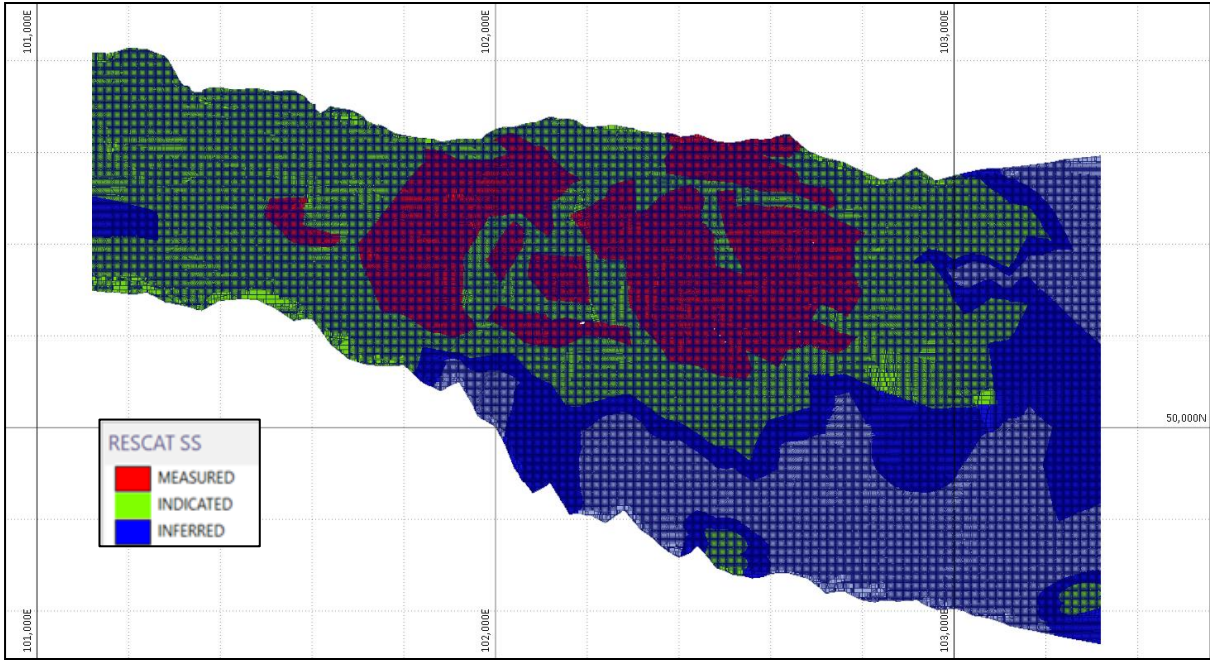 101,000E
102,000E
103,000E
50,000N
RESCAT SS
MEASURED
INDICATED
INFERRED
101,000E
102,000E
103,000E